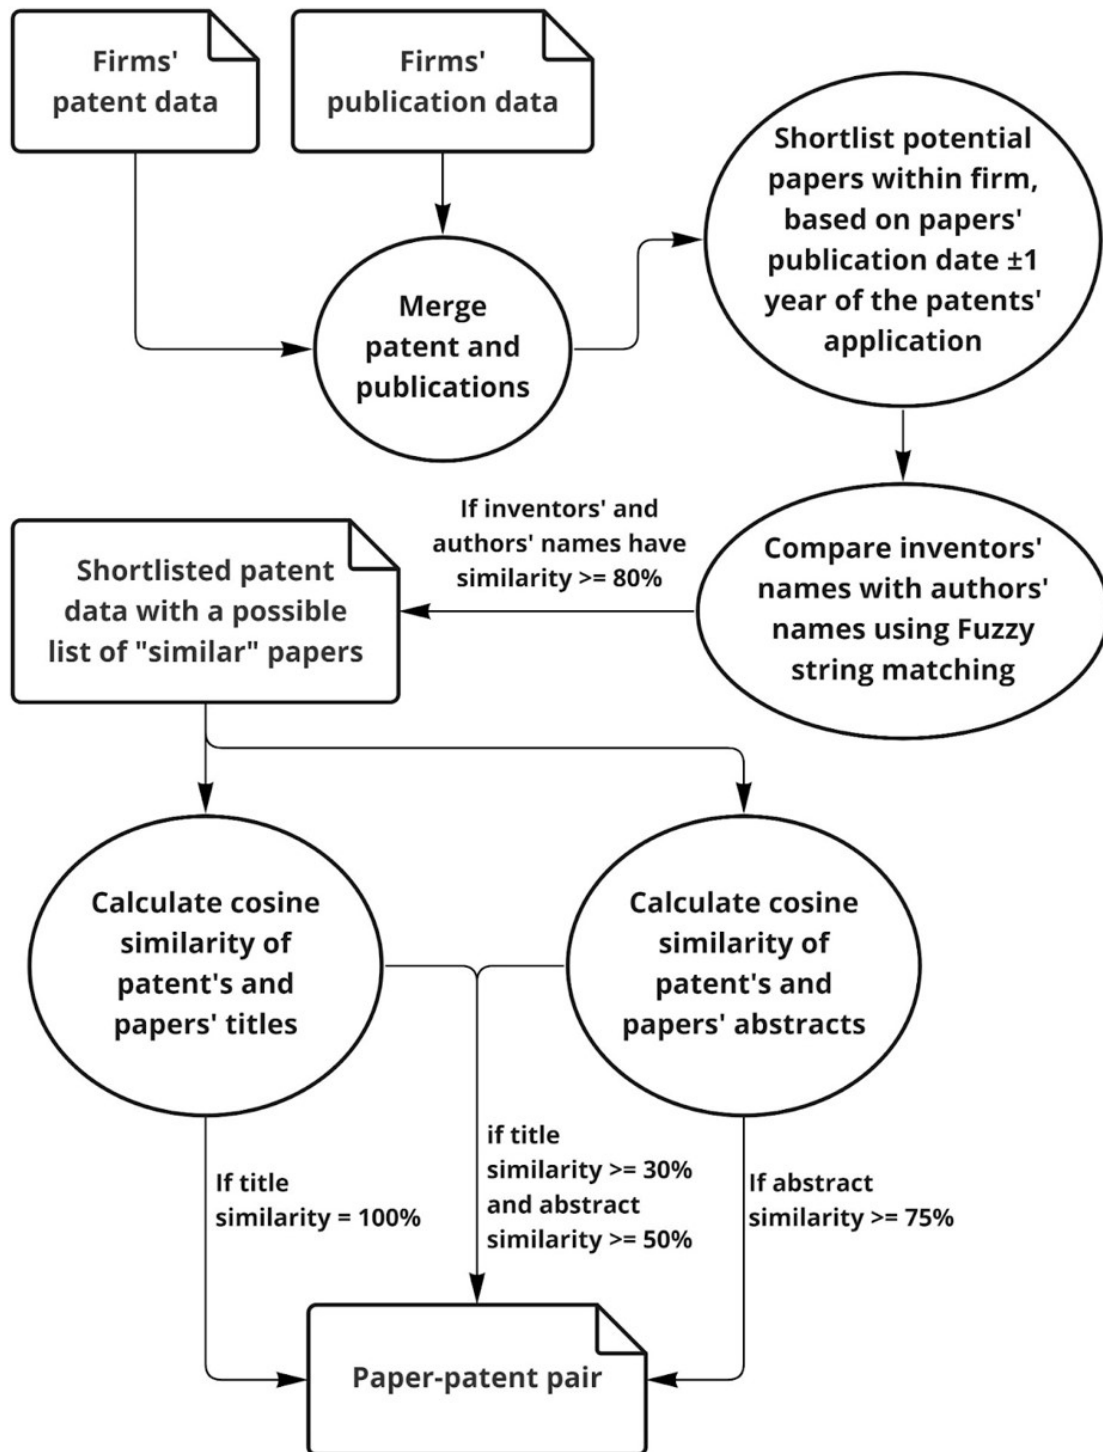 Firms'
patent data
Firms'
publication data
Shortlist potential
papers within firm,
based on papers'
publication date ±1
year of the patents'
application
Merge
patent and
publications
If inventors' and
authors' names have
similarity >= 80%
Compare inventors'
names with authors'
names using Fuzzy
string matching
Shortlisted patent
data with a possible
list of "similar" papers
Calculate cosine
similarity of
patent's and
papers' titles
Calculate cosine
similarity of
patent's and
papers' abstracts
If title
similarity = 100%
if title
similarity >= 30%
and abstract
similarity >= 50%
If abstract
similarity >= 75%
Paper-patent pair